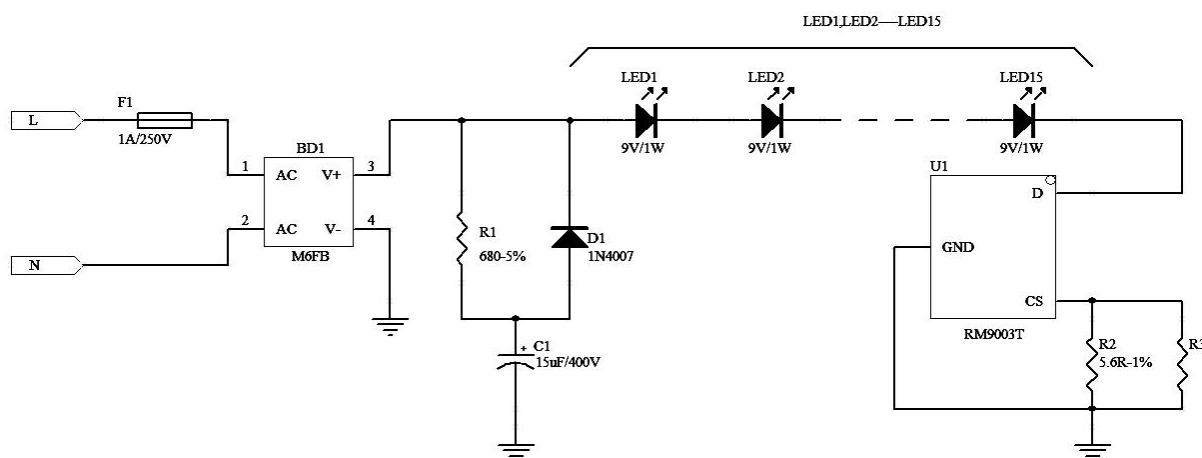 LED1,LED2—LED15
LED1
LED2
LED15
F1
L
1A/250V
9V/1W
9V/1W
9V/1W
BD1
U1
1
AC
V+
3
D
2
AC
V-
4
R1
D1
GND
N
M6FB
680-5%
1N4007
CS
RM9003T
C1
15uF/400V
R2
R3
5.6R-1%